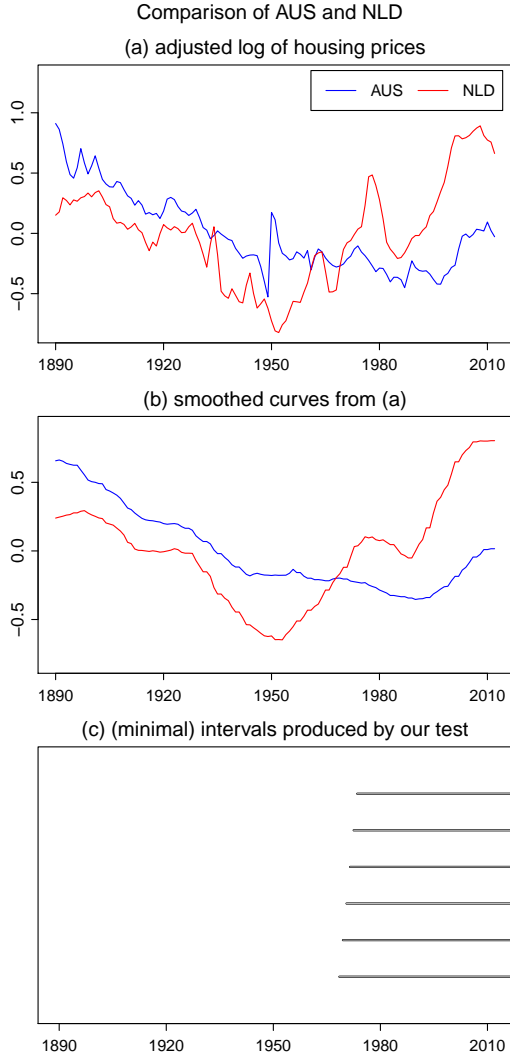 Comparison of AUS and NLD
(a) adjusted log of housing prices
AUS NLD
1.0
0.5
0.0
−0.5
1890 1920 1950 1980 2010
(b) smoothed curves from (a)
0.5
0.0
−0.5
1890 1920 1950 1980 2010
(c) (minimal) intervals produced by our test
1890 1920 1950 1980 2010